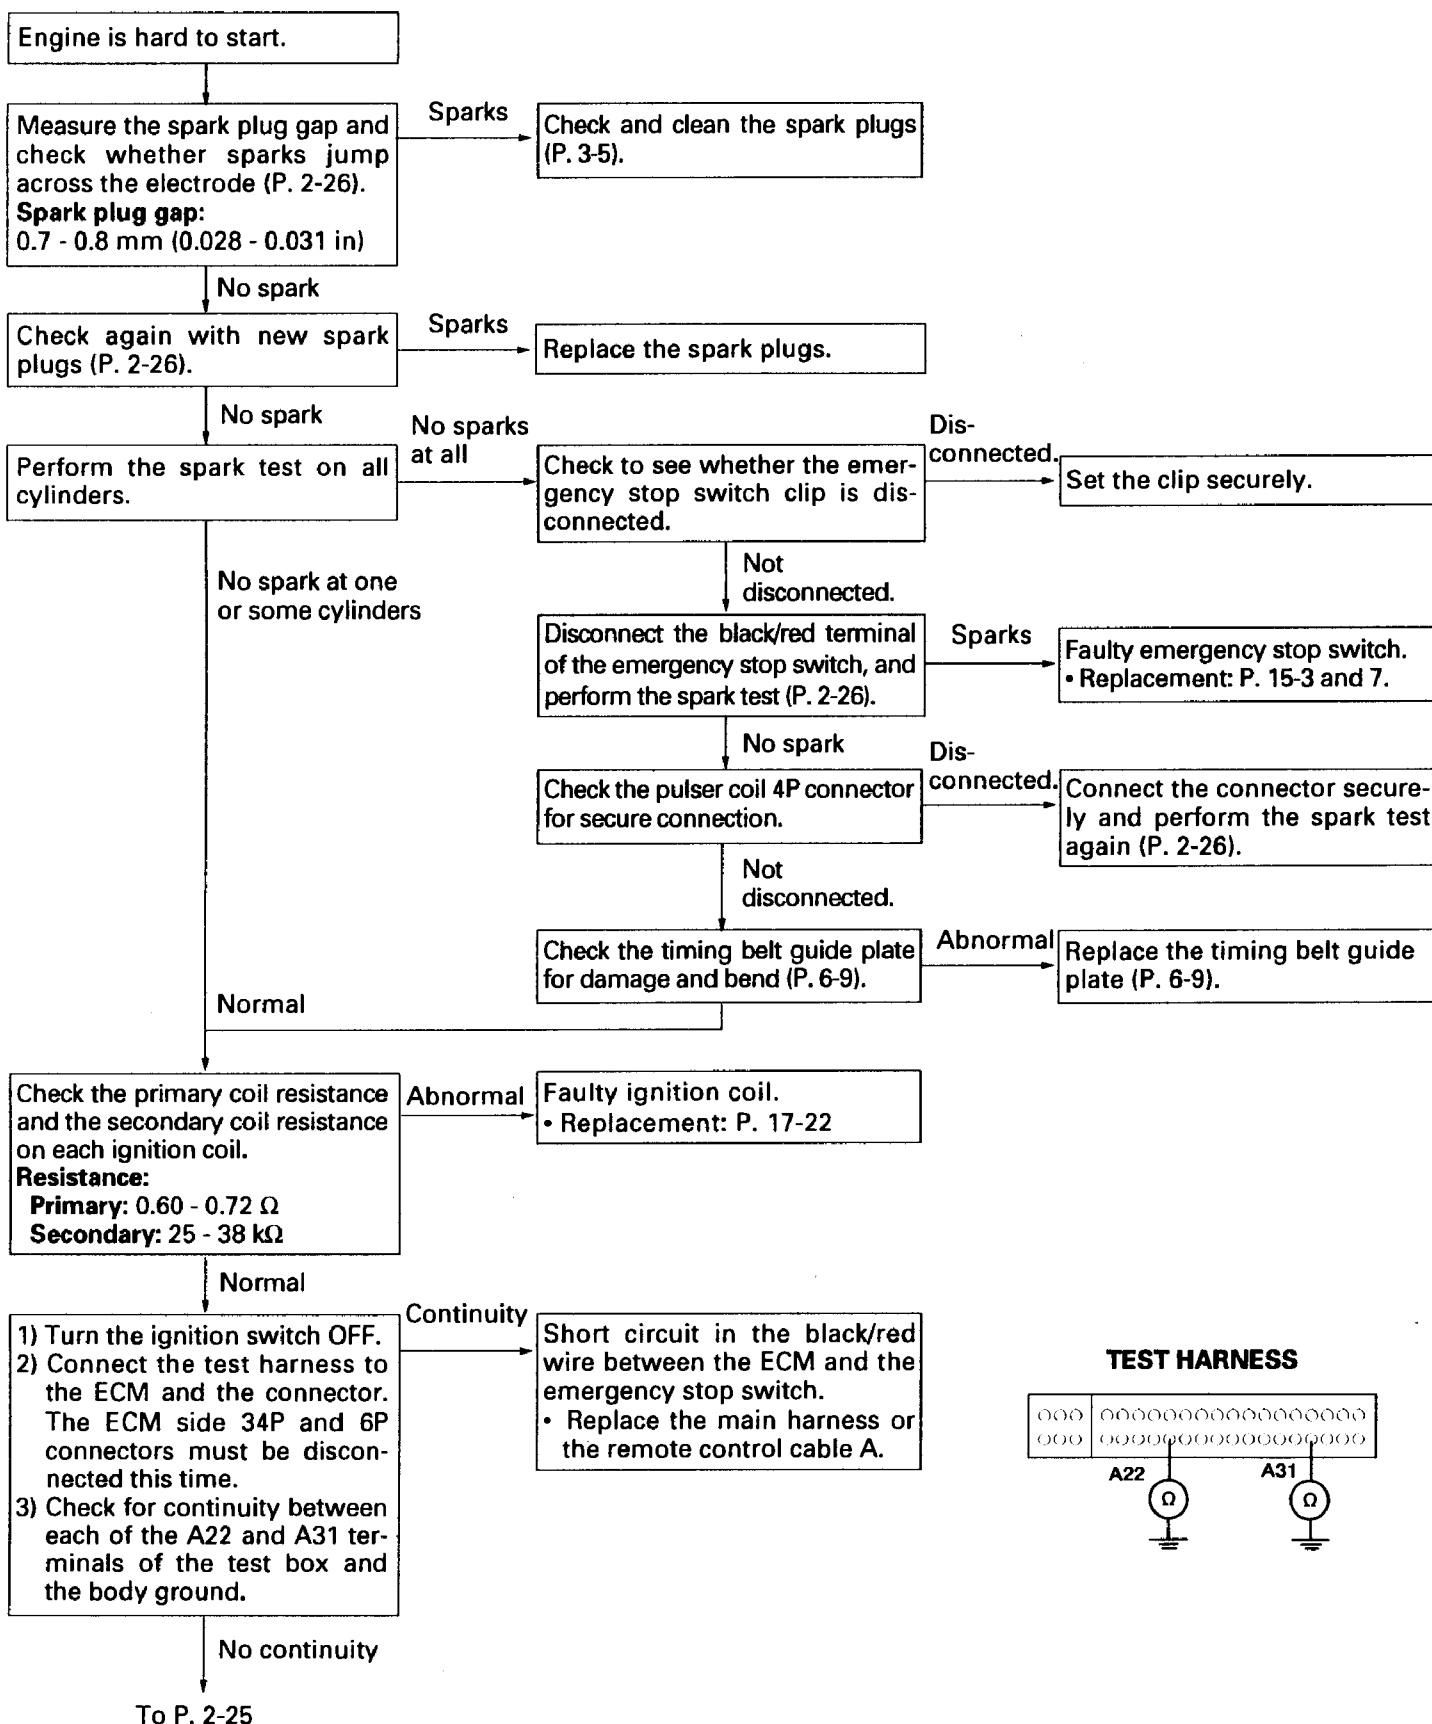 Engine is hard to start.
Measure the spark plug gap and
check whether sparks jump
across the electrode (P. 2-26).
Spark plug gap:
0.7 - 0.8 mm (0.028 - 0.031 in)
Sparks
Check and clean the spark plugs
(P. 3-5).
No spark
Check again with new spark
plugs (P. 2-26).
Sparks
Replace the spark plugs.
No spark
Perform the spark test on all
cylinders.
No sparks
at all
Check to see whether the emer-
gency stop switch clip is dis-
connected.
Dis-
connected.
Set the clip securely.
No spark at one
or some cylinders
Not
disconnected.
Disconnect the black/red terminal
of the emergency stop switch, and
perform the spark test (P. 2-26).
Sparks
Faulty emergency stop switch.
• Replacement: P. 15-3 and 7.
No spark
Check the pulser coil 4P connector
for secure connection.
Dis-
connected.
Connect the connector secure-
ly and perform the spark test
again (P. 2-26).
Not
disconnected.
Check the timing belt guide plate
for damage and bend (P. 6-9).
Abnormal
Replace the timing belt guide
plate (P. 6-9).
Normal
Check the primary coil resistance
and the secondary coil resistance
on each ignition coil.
Resistance:
Primary: 0.60 - 0.72 Ω
Secondary: 25 - 38 kΩ
Abnormal
Faulty ignition coil.
• Replacement: P. 17-22
Normal
1) Turn the ignition switch OFF.
2) Connect the test harness to
the ECM and the connector.
The ECM side 34P and 6P
connectors must be discon-
nected this time.
3) Check for continuity between
each of the A22 and A31 ter-
minals of the test box and
the body ground.
Continuity
Short circuit in the black/red
wire between the ECM and the
emergency stop switch.
• Replace the main harness or
the remote control cable A.
TEST HARNESS
A22
A31
Ω
Ω
No continuity
To P. 2-25